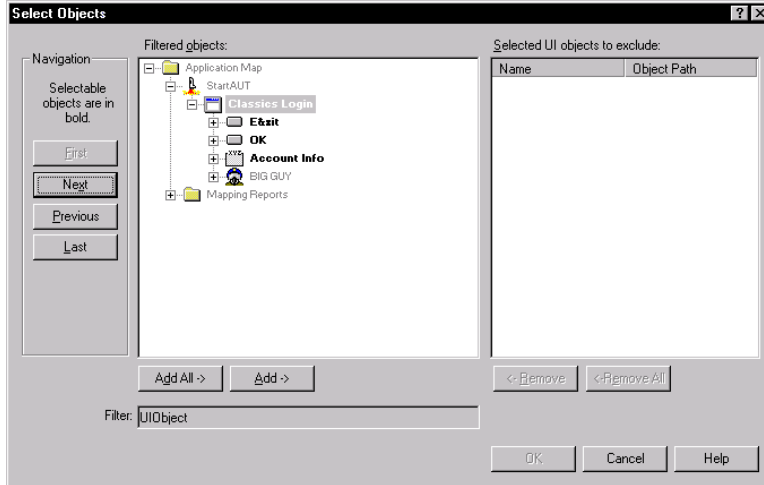 Select Objects
Navigation
Selectable
objects are in
bold.
First
Next
Previous
Last
Filtered objects:
Application Map
StartAUT
Classics Login
E&xit
OK
XYZ
Account Info
BIG GUY
Mapping Reports
Add All ->
Add ->
Filter: UIObject
Selected UI objects to exclude:
Name Object Path
<- Remove <-Remove All
OK Cancel Help